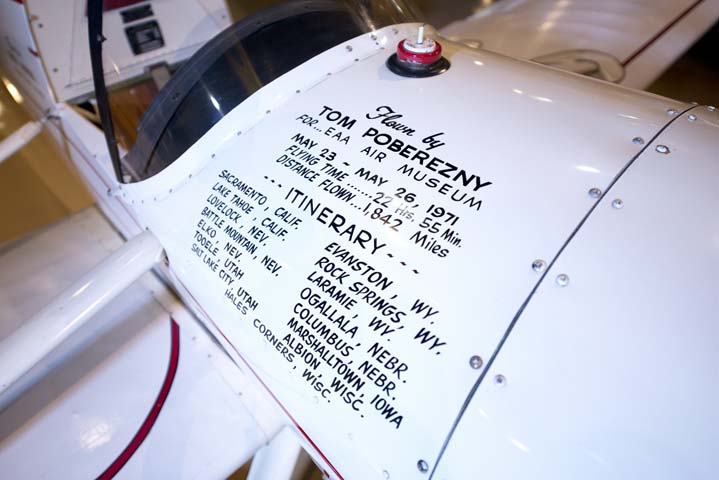 Flown by
TOM POBEREZNY
FOR...EAA AIR MUSEUM
MAY 23 - MAY 26, 1971
FLYING TIME......22 Hrs, 55 Min.
DISTANCE FLOWN...1842 Miles
--- ITINERARY ---
SACRAMENTO, CALIF.
LAKE TAHOE, CALIF.
LOVELOCK, NEV.
BATTLE MOUNTAIN, NEV.
ELKO, NEV.
TOOELE, UTAH
SALT LAKE CITY, UTAH
EVANSTON, WY.
ROCK SPRINGS, WY.
LARAMIE, WY.
OGALLALA, NEBR.
COLUMBUS, NEBR.
MARSHALLTOWN, IOWA
ALBION, WISC.
HALES CORNERS, WISC.